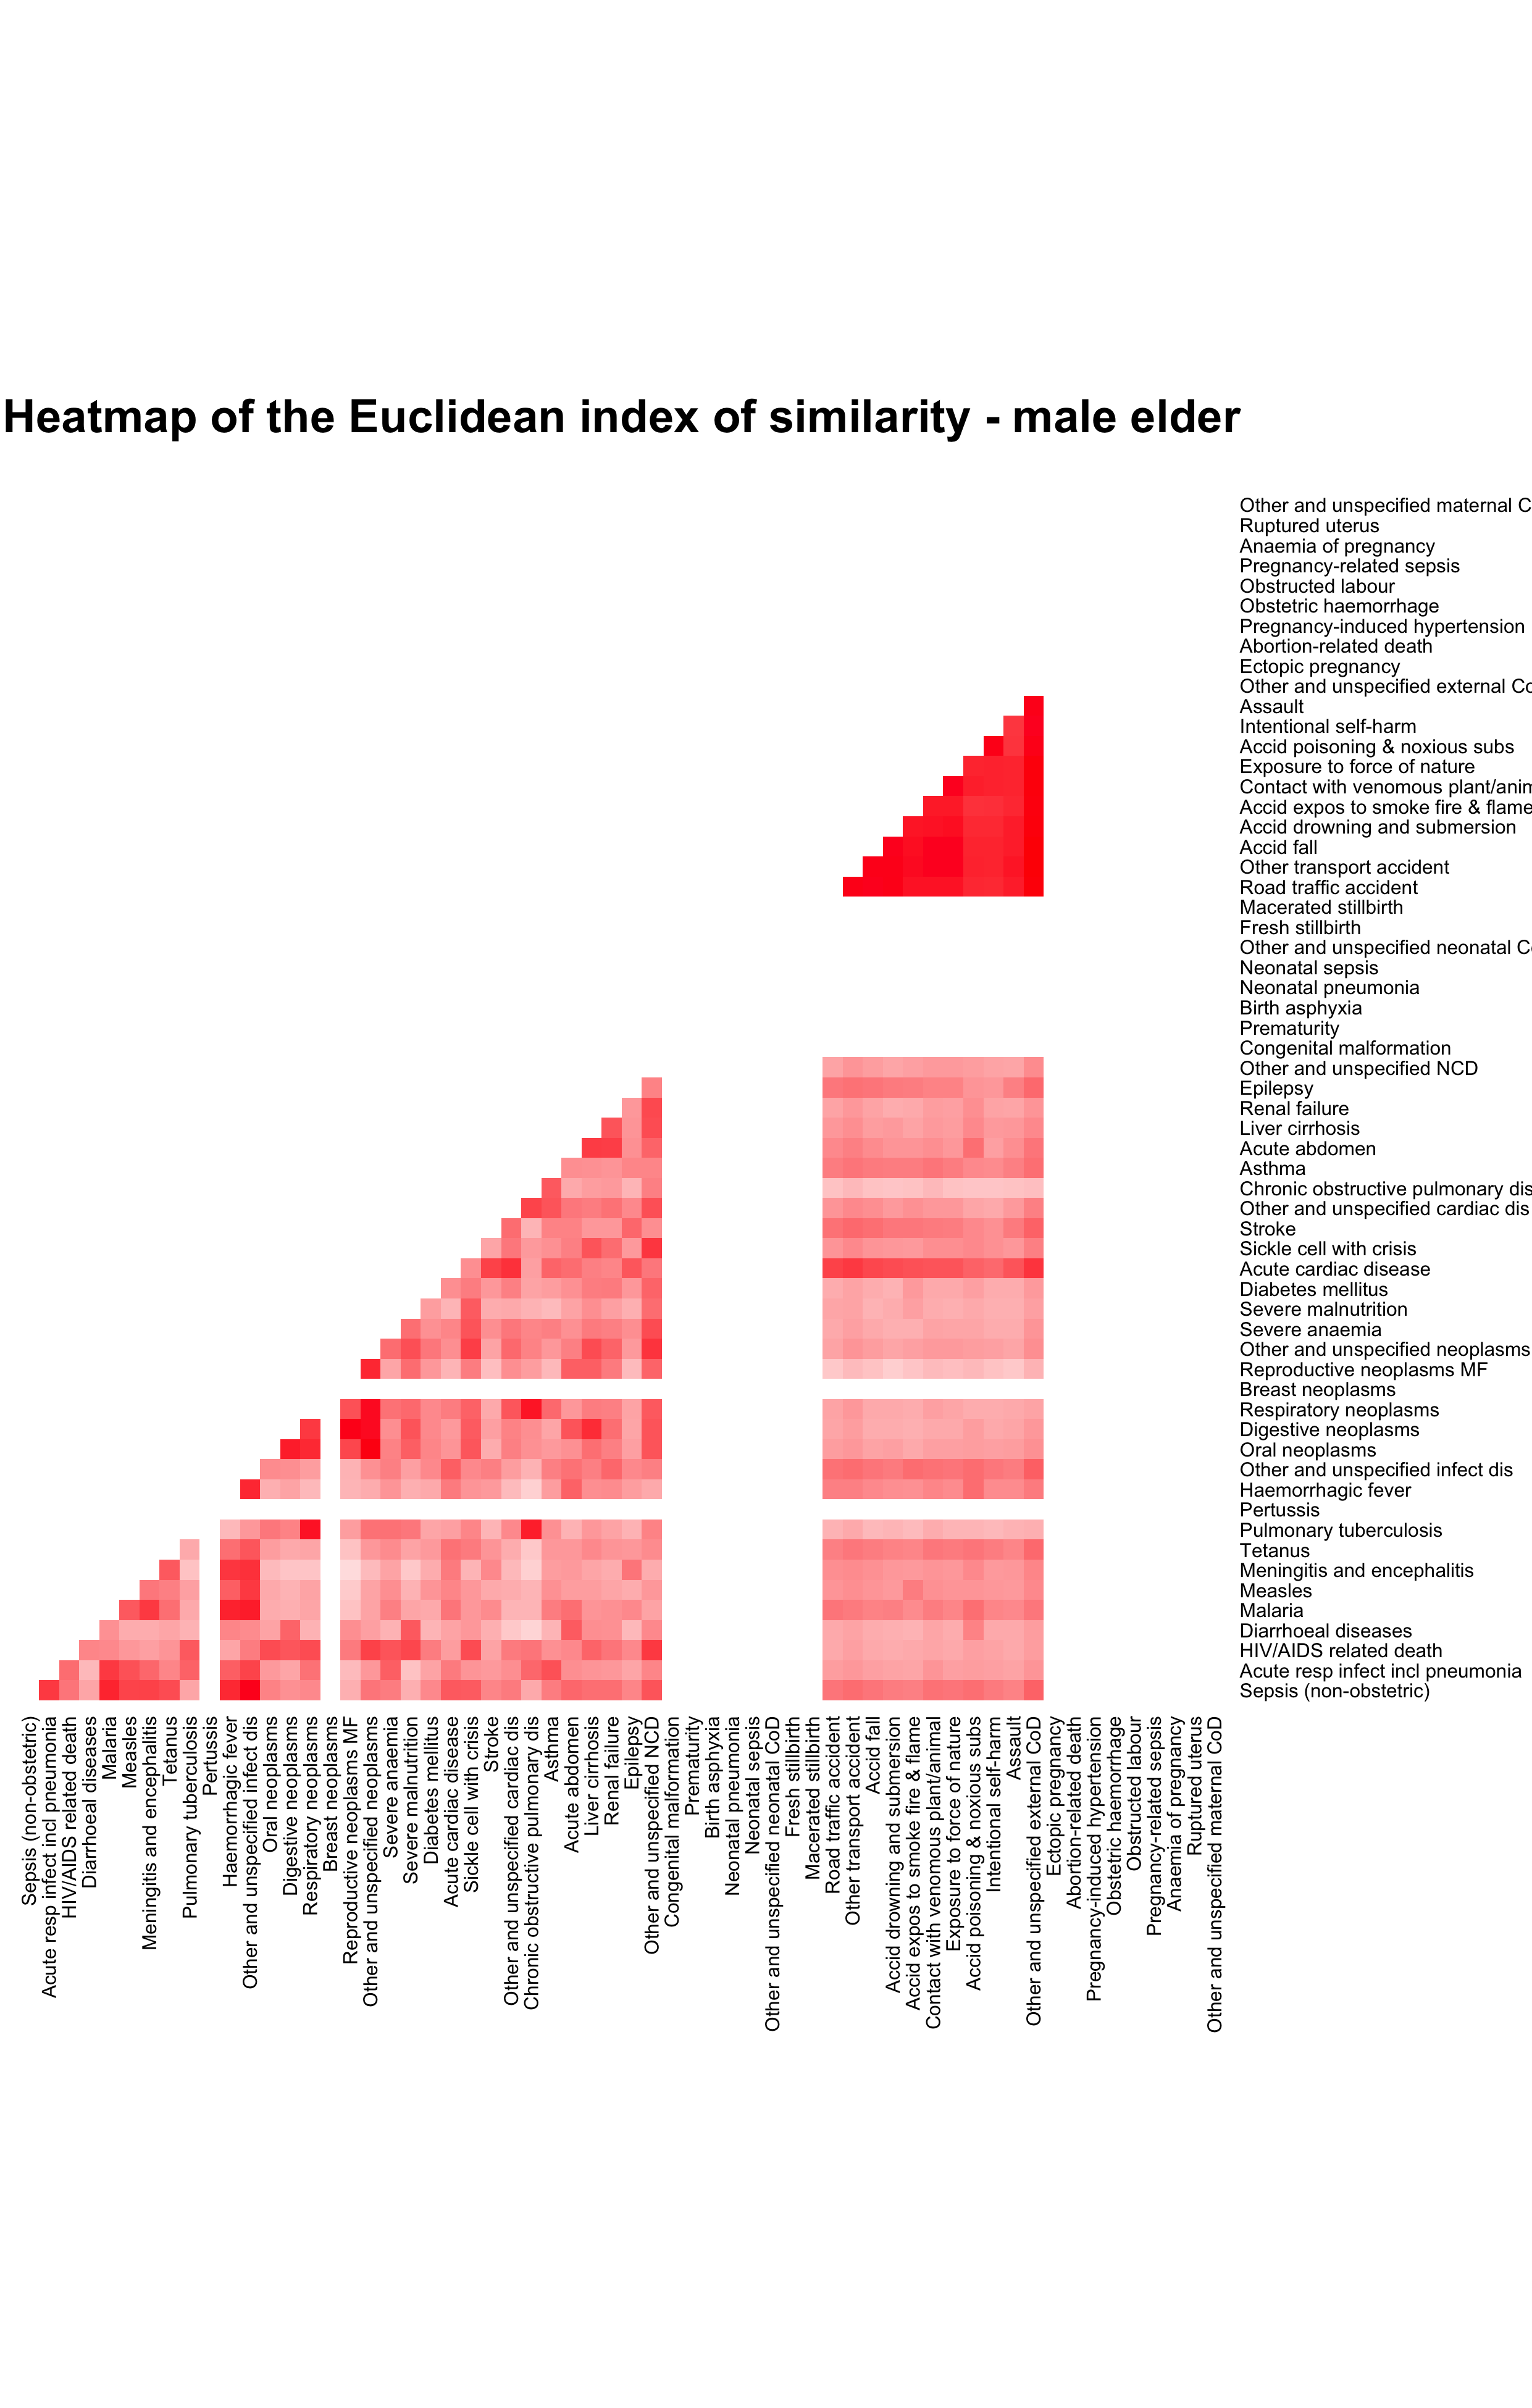 Heatmap of the Euclidean index of similarity - male elder
Other and unspecified maternal C
Ruptured uterus
Anaemia of pregnancy
Pregnancy-related sepsis
Obstructed labour
Obstetric haemorrhage
Pregnancy-induced hypertension
Abortion-related death
Ectopic pregnancy
Other and unspecified external Co
Assault
Intentional self-harm
Accid poisoning & noxious subs
Exposure to force of nature
Contact with venomous plant/anim
Accid expos to smoke fire & flame
Accid drowning and submersion
Accid fall
Other transport accident
Road traffic accident
Macerated stillbirth
Fresh stillbirth
Other and unspecified neonatal Co
Neonatal sepsis
Neonatal pneumonia
Birth asphyxia
Prematurity
Congenital malformation
Other and unspecified NCD
Epilepsy
Renal failure
Liver cirrhosis
Acute abdomen
Asthma
Chronic obstructive pulmonary dis
Other and unspecified cardiac dis
Stroke
Sickle cell with crisis
Acute cardiac disease
Diabetes mellitus
Severe malnutrition
Severe anaemia
Other and unspecified neoplasms
Reproductive neoplasms MF
Breast neoplasms
Respiratory neoplasms
Digestive neoplasms
Oral neoplasms
Other and unspecified infect dis
Haemorrhagic fever
Pertussis
Pulmonary tuberculosis
Tetanus
Meningitis and encephalitis
Measles
Malaria
Diarrhoeal diseases
HIV/AIDS related death
Acute resp infect incl pneumonia
Sepsis (non-obstetric)
Sepsis (non-obstetric)
Acute resp infect incl pneumonia
HIV/AIDS related death
Diarrhoeal diseases
Malaria
Measles
Meningitis and encephalitis
Tetanus
Pulmonary tuberculosis
Pertussis
Haemorrhagic fever
Other and unspecified infect dis
Oral neoplasms
Digestive neoplasms
Respiratory neoplasms
Breast neoplasms
Reproductive neoplasms MF
Other and unspecified neoplasms
Severe anaemia
Severe malnutrition
Diabetes mellitus
Acute cardiac disease
Sickle cell with crisis
Stroke
Other and unspecified cardiac dis
Chronic obstructive pulmonary dis
Asthma
Acute abdomen
Liver cirrhosis
Renal failure
Epilepsy
Other and unspecified NCD
Congenital malformation
Prematurity
Birth asphyxia
Neonatal pneumonia
Neonatal sepsis
Other and unspecified neonatal CoD
Fresh stillbirth
Macerated stillbirth
Road traffic accident
Other transport accident
Accid fall
Accid drowning and submersion
Accid expos to smoke fire & flame
Contact with venomous plant/animal
Exposure to force of nature
Accid poisoning & noxious subs
Intentional self-harm
Assault
Other and unspecified external CoD
Ectopic pregnancy
Abortion-related death
Pregnancy-induced hypertension
Obstetric haemorrhage
Obstructed labour
Pregnancy-related sepsis
Anaemia of pregnancy
Ruptured uterus
Other and unspecified maternal CoD